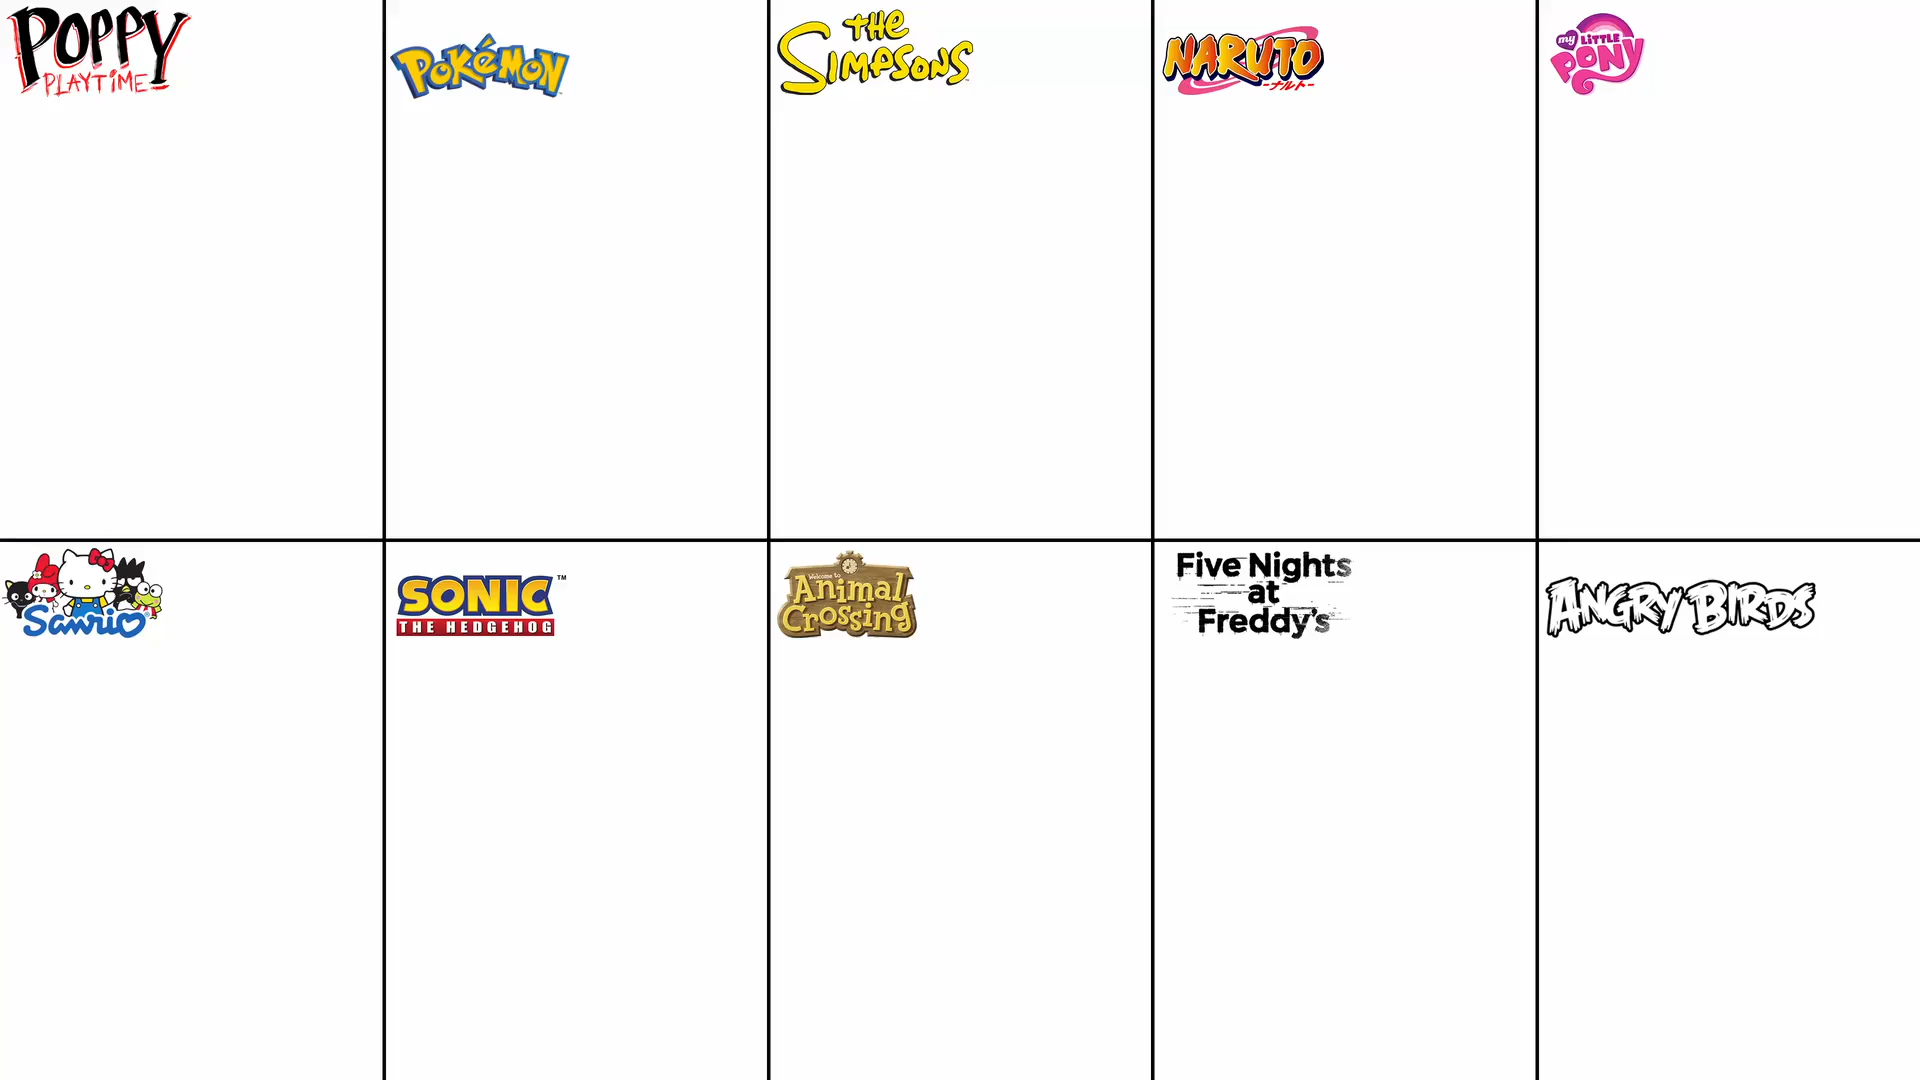 POPPY
PLAYTIME
POKéMON
THE
SIMPSONS
NARUTO
-ナルト-
my LiTTLE
PONY
Sanrio
SONIC ™
THE HEDGEHOG
Welcome to
Animal
Crossing
Five Nights
at
Freddy's
ANGRY BIRDS